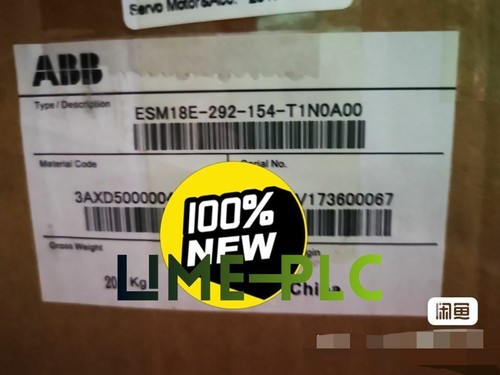 Servo Motor&Acc.
ABB
Type / Description
ESM18E-292-154-T1N0A00
Material Code
Serial No.
3AXD500000
V173600067
100%
NEW
Gross Weight
Kg
LIME-PLC
China
闲鱼